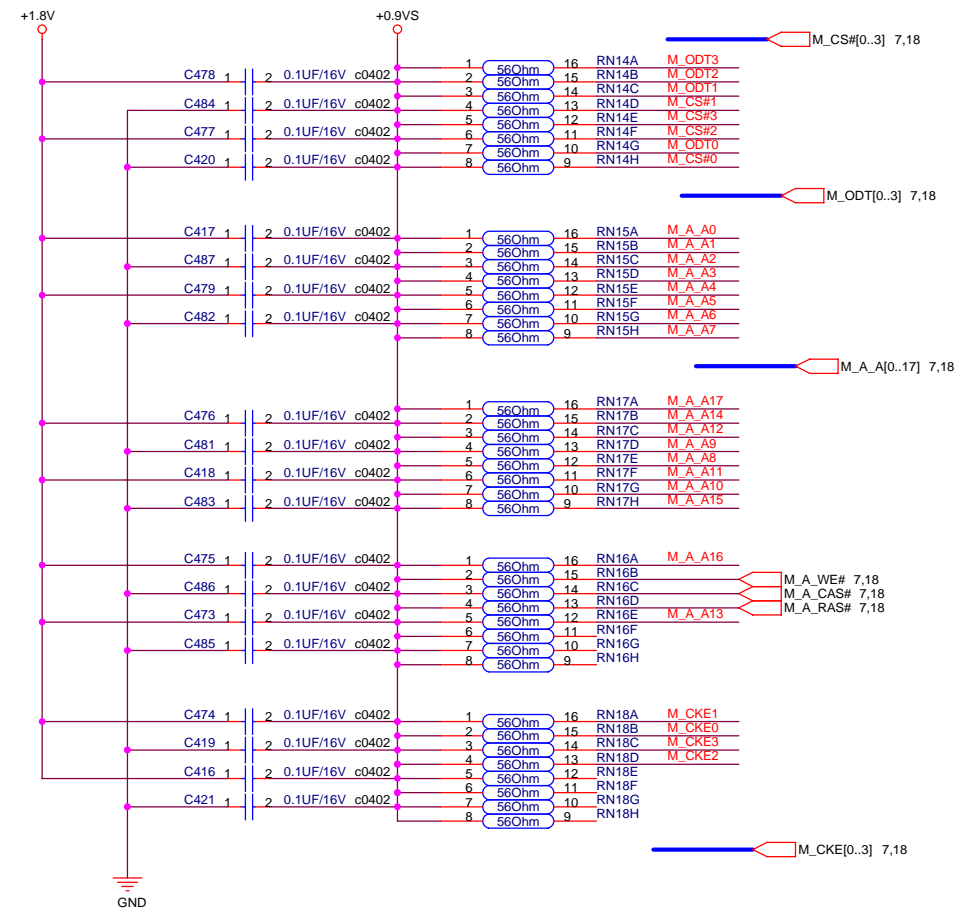 +1.8V +0.9VS
M_CS#[0..3] 7,18
1 56Ohm 16 RN14A M_ODT3
C478 1 2 0.1UF/16V c0402 2 56Ohm 15 RN14B M_ODT2
3 56Ohm 14 RN14C M_ODT1
C484 1 2 0.1UF/16V c0402 4 56Ohm 13 RN14D M_CS#1
5 56Ohm 12 RN14E M_CS#3
C477 1 2 0.1UF/16V c0402 6 56Ohm 11 RN14F M_CS#2
7 56Ohm 10 RN14G M_ODT0
C420 1 2 0.1UF/16V c0402 8 56Ohm 9 RN14H M_CS#0
M_ODT[0..3] 7,18
C417 1 2 0.1UF/16V c0402 1 56Ohm 16 RN15A M_A_A0
2 56Ohm 15 RN15B M_A_A1
C487 1 2 0.1UF/16V c0402 3 56Ohm 14 RN15C M_A_A2
4 56Ohm 13 RN15D M_A_A3
C479 1 2 0.1UF/16V c0402 5 56Ohm 12 RN15E M_A_A4
6 56Ohm 11 RN15F M_A_A5
C482 1 2 0.1UF/16V c0402 7 56Ohm 10 RN15G M_A_A6
8 56Ohm 9 RN15H M_A_A7
M_A_A[0..17] 7,18
1 56Ohm 16 RN17A M_A_A17
C476 1 2 0.1UF/16V c0402 2 56Ohm 15 RN17B M_A_A14
3 56Ohm 14 RN17C M_A_A12
C481 1 2 0.1UF/16V c0402 4 56Ohm 13 RN17D M_A_A9
5 56Ohm 12 RN17E M_A_A8
C418 1 2 0.1UF/16V c0402 6 56Ohm 11 RN17F M_A_A11
7 56Ohm 10 RN17G M_A_A10
C483 1 2 0.1UF/16V c0402 8 56Ohm 9 RN17H M_A_A15
C475 1 2 0.1UF/16V c0402 1 56Ohm 16 RN16A M_A_A16
2 56Ohm 15 RN16B M_A_WE# 7,18
C486 1 2 0.1UF/16V c0402 3 56Ohm 14 RN16C M_A_CAS# 7,18
4 56Ohm 13 RN16D M_A_RAS# 7,18
C473 1 2 0.1UF/16V c0402 5 56Ohm 12 RN16E M_A_A13
6 56Ohm 11 RN16F
C485 1 2 0.1UF/16V c0402 7 56Ohm 10 RN16G
8 56Ohm 9 RN16H
C474 1 2 0.1UF/16V c0402 1 56Ohm 16 RN18A M_CKE1
2 56Ohm 15 RN18B M_CKE0
C419 1 2 0.1UF/16V c0402 3 56Ohm 14 RN18C M_CKE3
4 56Ohm 13 RN18D M_CKE2
C416 1 2 0.1UF/16V c0402 5 56Ohm 12 RN18E
6 56Ohm 11 RN18F
C421 1 2 0.1UF/16V c0402 7 56Ohm 10 RN18G
8 56Ohm 9 RN18H
M_CKE[0..3] 7,18
GND